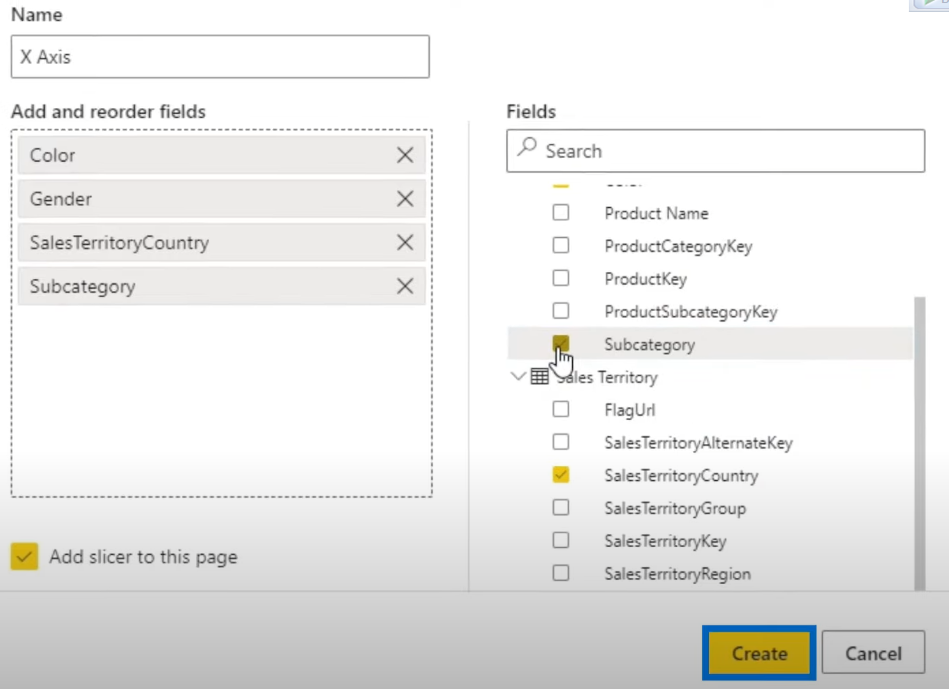 Name
X Axis
Add and reorder fields
Color
Gender
SalesTerritoryCountry
Subcategory
Add slicer to this page
Fields
Search
Product Name
ProductCategoryKey
ProductKey
ProductSubcategoryKey
Subcategory
Sales Territory
FlagUrl
SalesTerritoryAlternateKey
SalesTerritoryCountry
SalesTerritoryGroup
SalesTerritoryKey
SalesTerritoryRegion
Create
Cancel